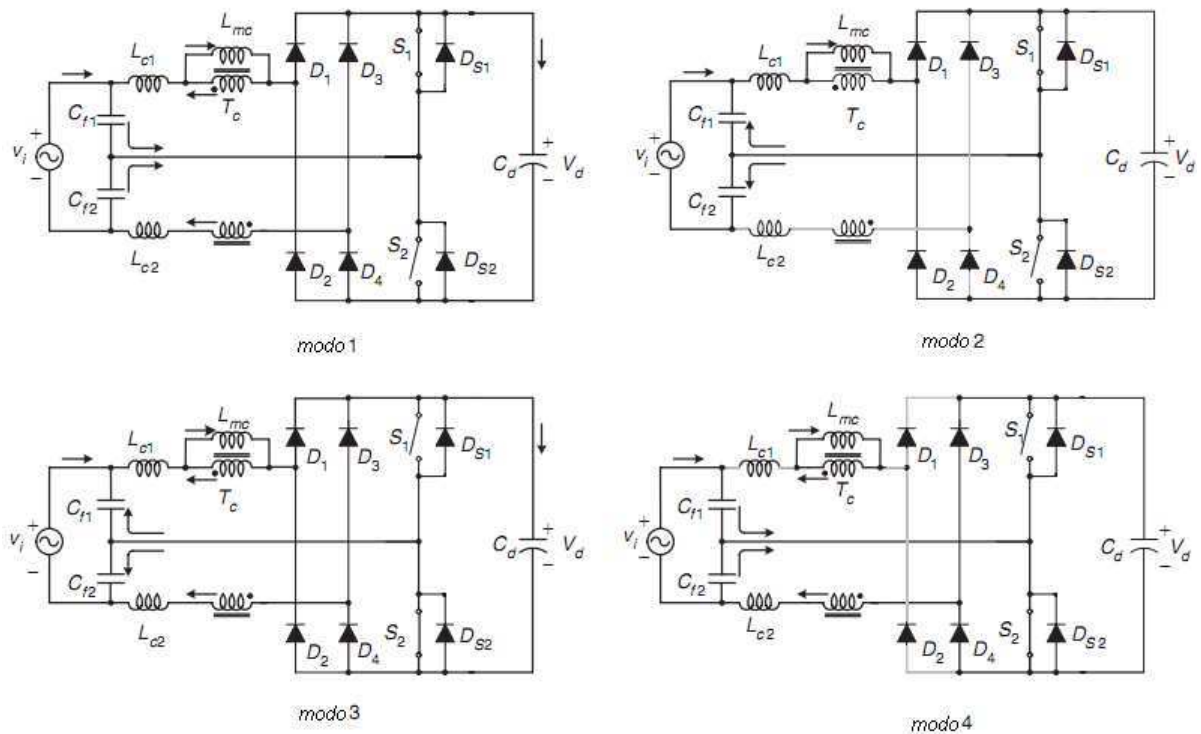 L_mc
L_c1
D_1
D_3
S_1
D_S1
T_c
C_f1
+
v_i
−
C_f2
L_c2
C_d
+
V_d
−
D_2
D_4
S_2
D_S2
modo 1
L_mc
L_c1
D_1
D_3
S_1
D_S1
T_c
C_f1
+
v_i
−
C_f2
L_c2
C_d
+
V_d
−
D_2
D_4
S_2
D_S2
modo 2
L_mc
L_c1
D_1
D_3
S_1
D_S1
T_c
C_f1
+
v_i
−
C_f2
L_c2
C_d
+
V_d
−
D_2
D_4
S_2
D_S2
modo 3
L_mc
L_c1
D_1
D_3
S_1
D_S1
T_c
C_f1
+
v_i
−
C_f2
L_c2
C_d
+
V_d
−
D_2
D_4
S_2
D_S2
modo 4